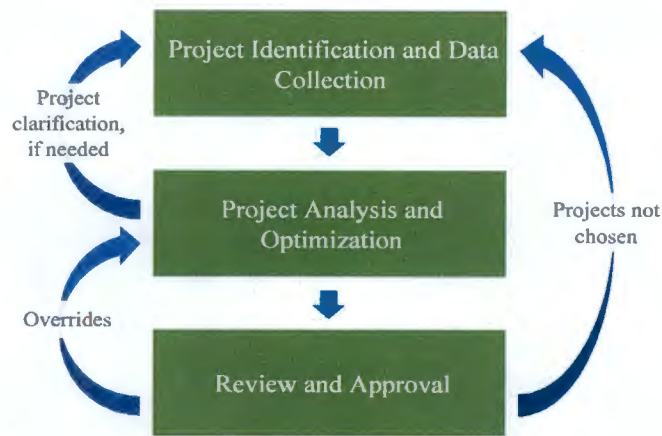 Project Identification and Data
Collection
Project
clarification,
if needed
Project Analysis and
Optimization
Projects not
chosen
Overrides
Review and Approval